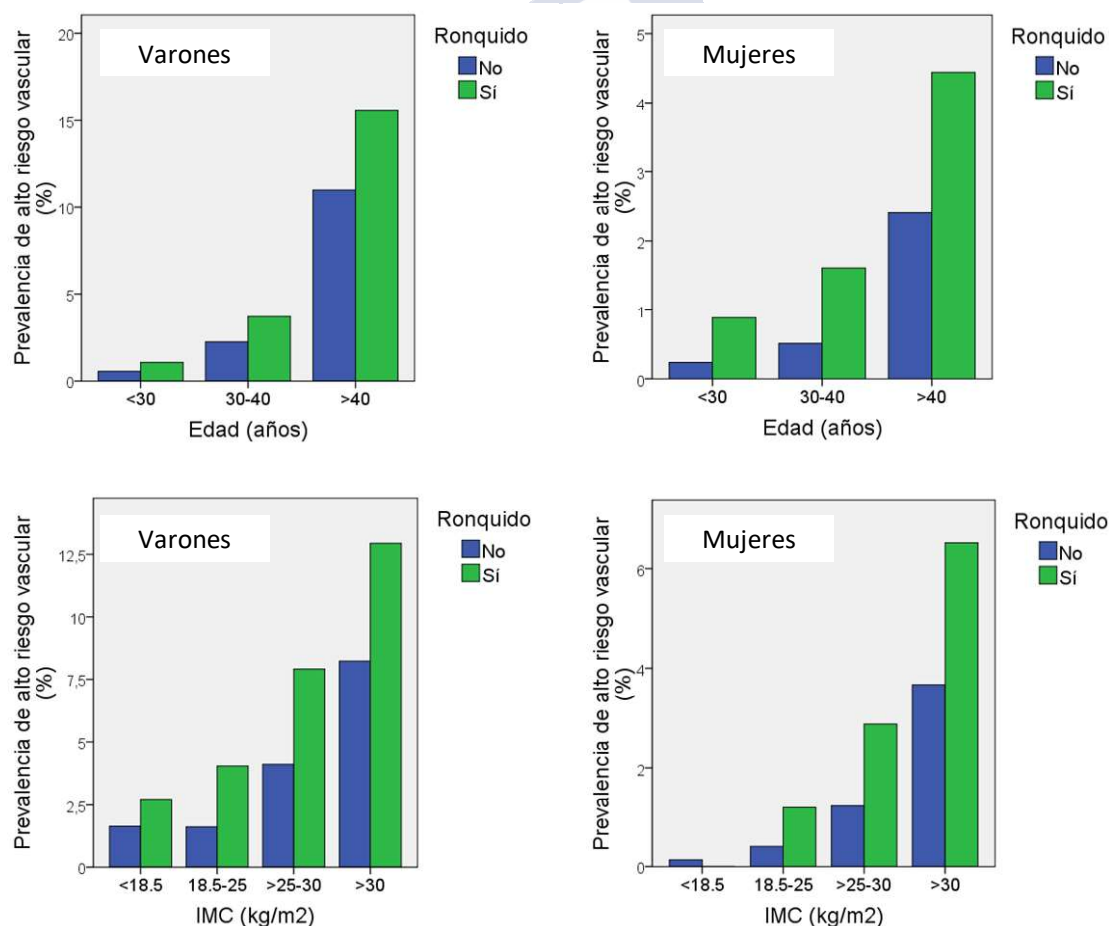 Varones
Ronquido
No
Sí
Prevalencia de alto riesgo vascular
(%)
20
15
10
5
0
<30
30-40
>40
Edad (años)
Mujeres
Ronquido
No
Sí
Prevalencia de alto riesgo vascular
(%)
5
4
3
2
1
0
<30
30-40
>40
Edad (años)
Varones
Ronquido
No
Sí
Prevalencia de alto riesgo vascular
(%)
12,5
10
7,5
5
2,5
0
<18.5
18.5-25
>25-30
>30
IMC (kg/m2)
Mujeres
Ronquido
No
Sí
Prevalencia de alto riesgo vascular
(%)
6
4
2
0
<18.5
18.5-25
>25-30
>30
IMC (kg/m2)